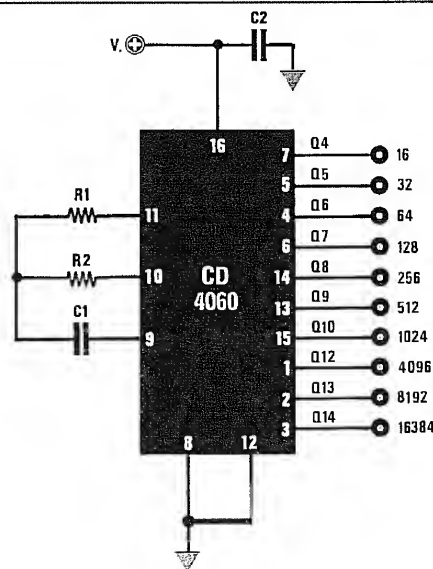 C2
V.
16
7 Q4 16
R1
5 Q5 32
11
4 Q6 64
R2
6 Q7 128
10
CD
4060
14 Q8 256
C1
13 Q9 512
9
15 Q10 1024
1 Q12 4096
2 Q13 8192
3 Q14 16384
8 12